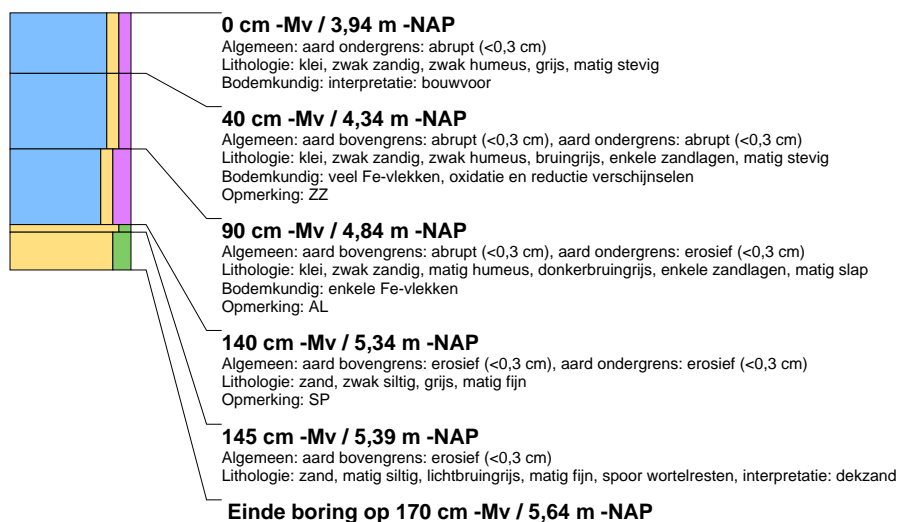 0 cm -Mv / 3,94 m -NAP
Algemeen: aard ondergrens: abrupt (<0,3 cm)
Lithologie: klei, zwak zandig, zwak humeus, grijs, matig stevig
Bodemkundig: interpretatie: bouwvoor
40 cm -Mv / 4,34 m -NAP
Algemeen: aard bovengrens: abrupt (<0,3 cm), aard ondergrens: abrupt (<0,3 cm)
Lithologie: klei, zwak zandig, zwak humeus, bruingrijs, enkele zandlagen, matig stevig
Bodemkundig: veel Fe-vlekken, oxidatie en reductie verschijnselen
Opmerking: ZZ
90 cm -Mv / 4,84 m -NAP
Algemeen: aard bovengrens: abrupt (<0,3 cm), aard ondergrens: erosief (<0,3 cm)
Lithologie: klei, zwak zandig, matig humeus, donkerbruingrijs, enkele zandlagen, matig slap
Bodemkundig: enkele Fe-vlekken
Opmerking: AL
140 cm -Mv / 5,34 m -NAP
Algemeen: aard bovengrens: erosief (<0,3 cm), aard ondergrens: erosief (<0,3 cm)
Lithologie: zand, zwak siltig, grijs, matig fijn
Opmerking: SP
145 cm -Mv / 5,39 m -NAP
Algemeen: aard bovengrens: erosief (<0,3 cm)
Lithologie: zand, matig siltig, lichtbruingrijs, matig fijn, spoor wortelresten, interpretatie: dekzand
Einde boring op 170 cm -Mv / 5,64 m -NAP